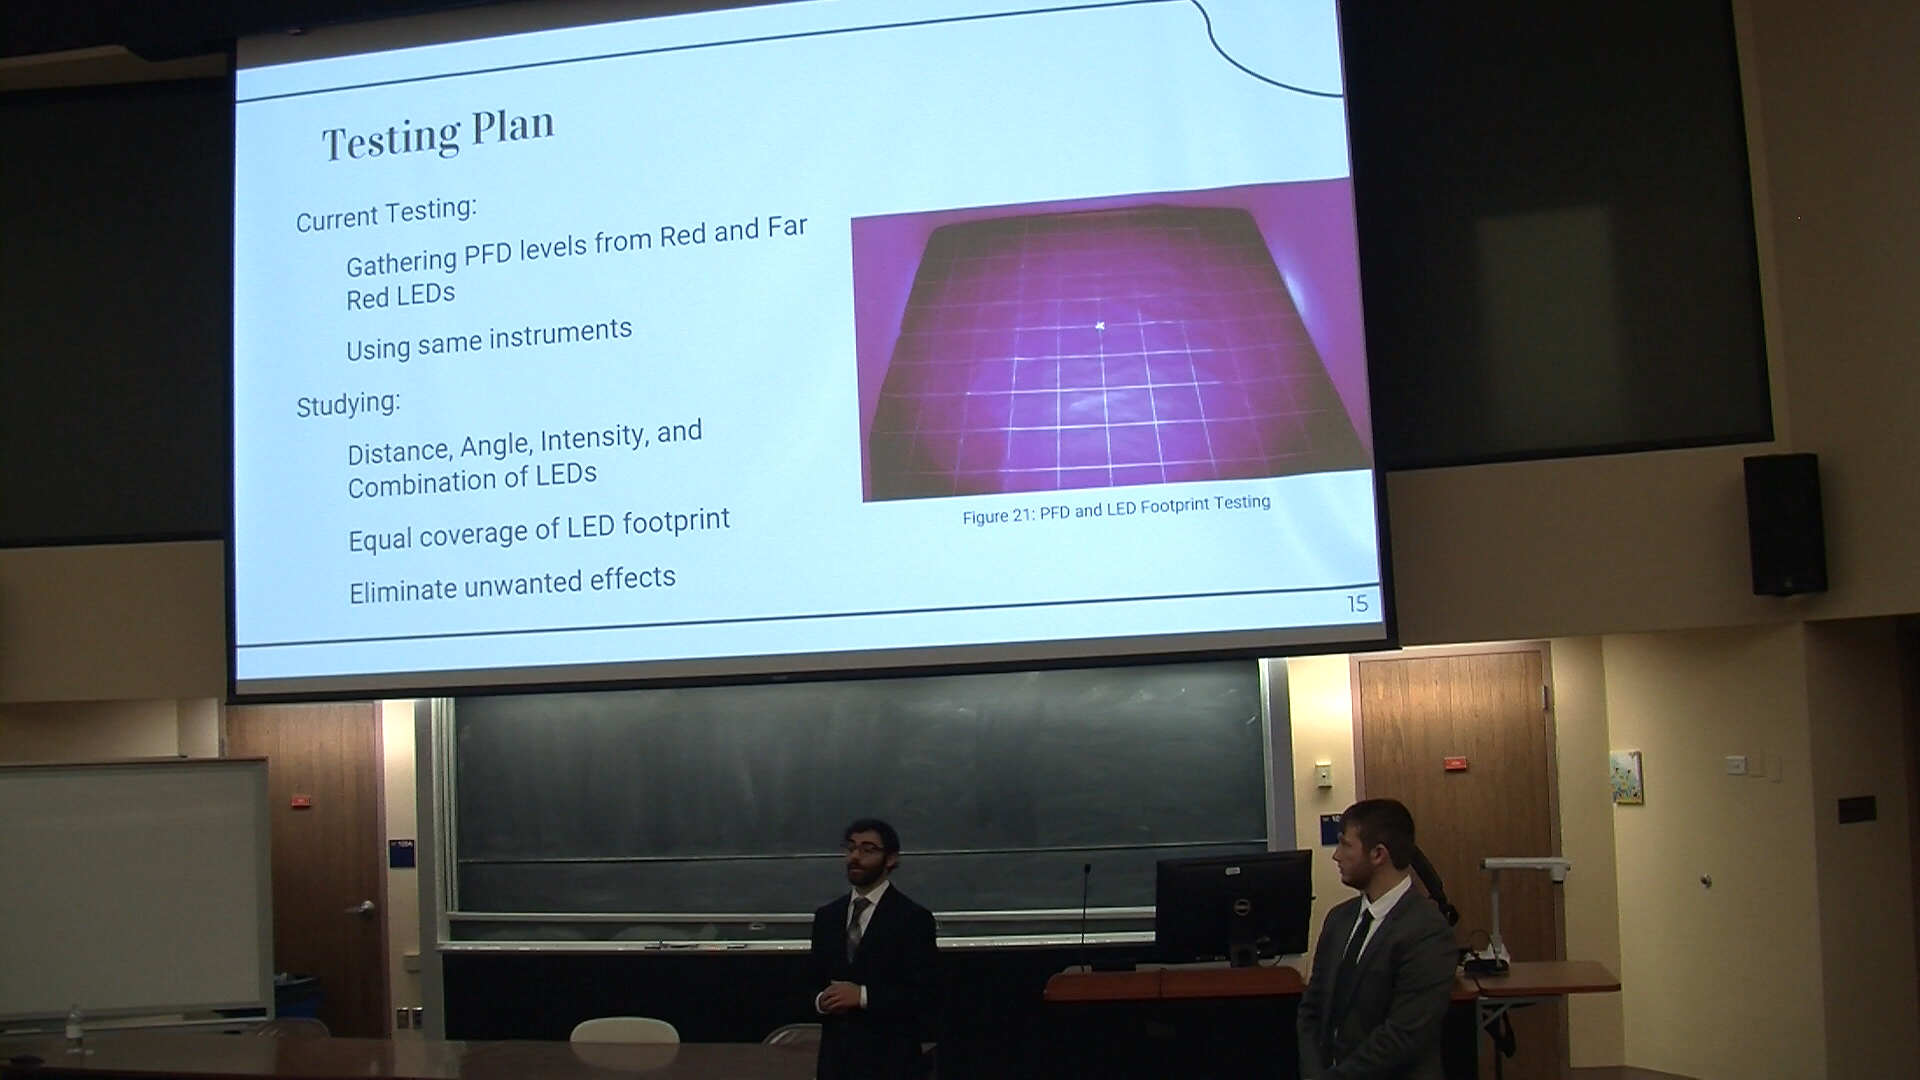 Testing Plan
Current Testing:
Gathering PFD levels from Red and Far
Red LEDs
Using same instruments
Studying:
Distance, Angle, Intensity, and
Combination of LEDs
Equal coverage of LED footprint
Eliminate unwanted effects
Figure 21: PFD and LED Footprint Testing
15
DELL